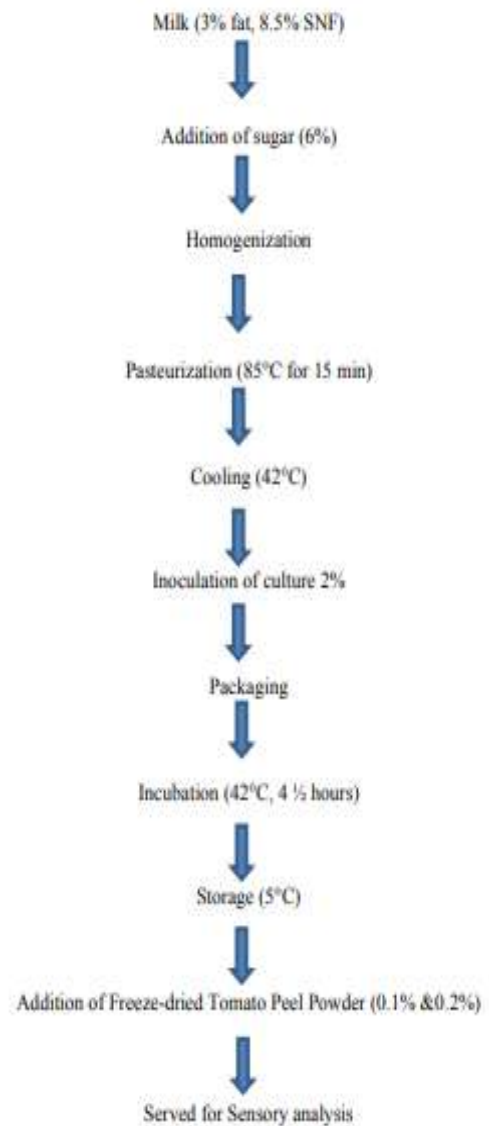 Milk (3% fat, 8.5% SNF)
Addition of sugar (6%)
Homogenization
Pasteurization (85°C for 15 min)
Cooling (42°C)
Inoculation of culture 2%
Packaging
Incubation (42°C, 4 ½ hours)
Storage (5°C)
Addition of Freeze-dried Tomato Peel Powder (0.1% &0.2%)
Served for Sensory analysis